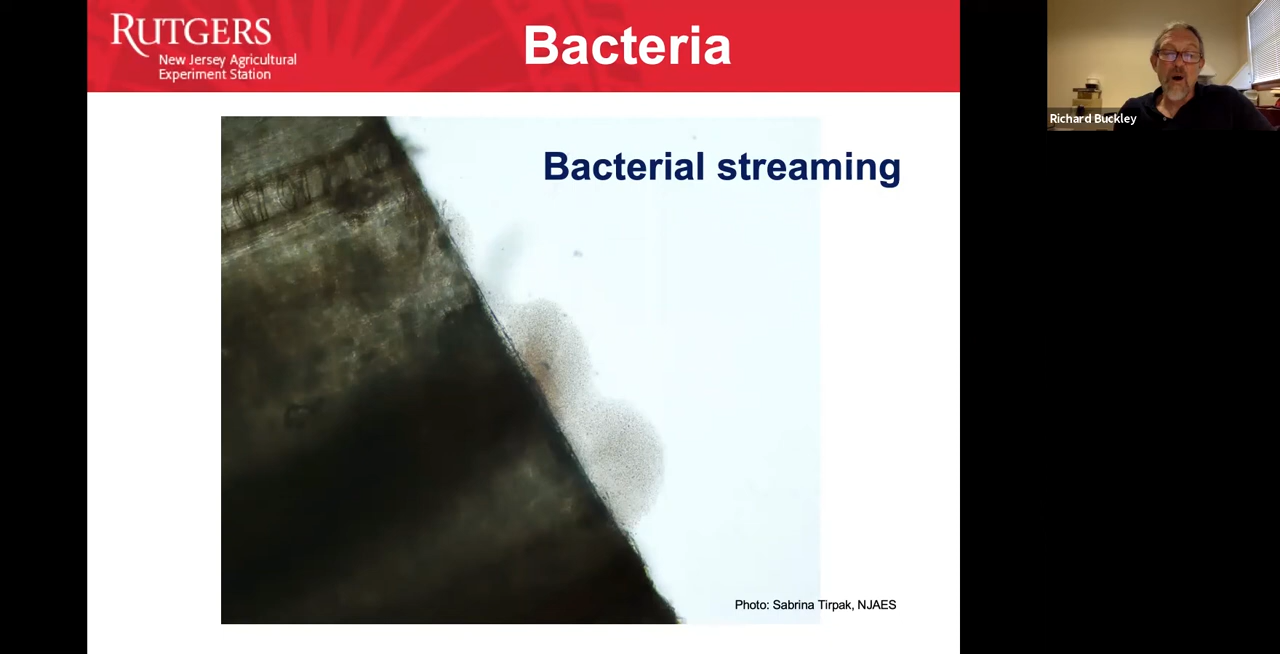 RUTGERS
New Jersey Agricultural
Experiment Station
Bacteria
Richard Buckley
Bacterial streaming
Photo: Sabrina Tirpak, NJAES